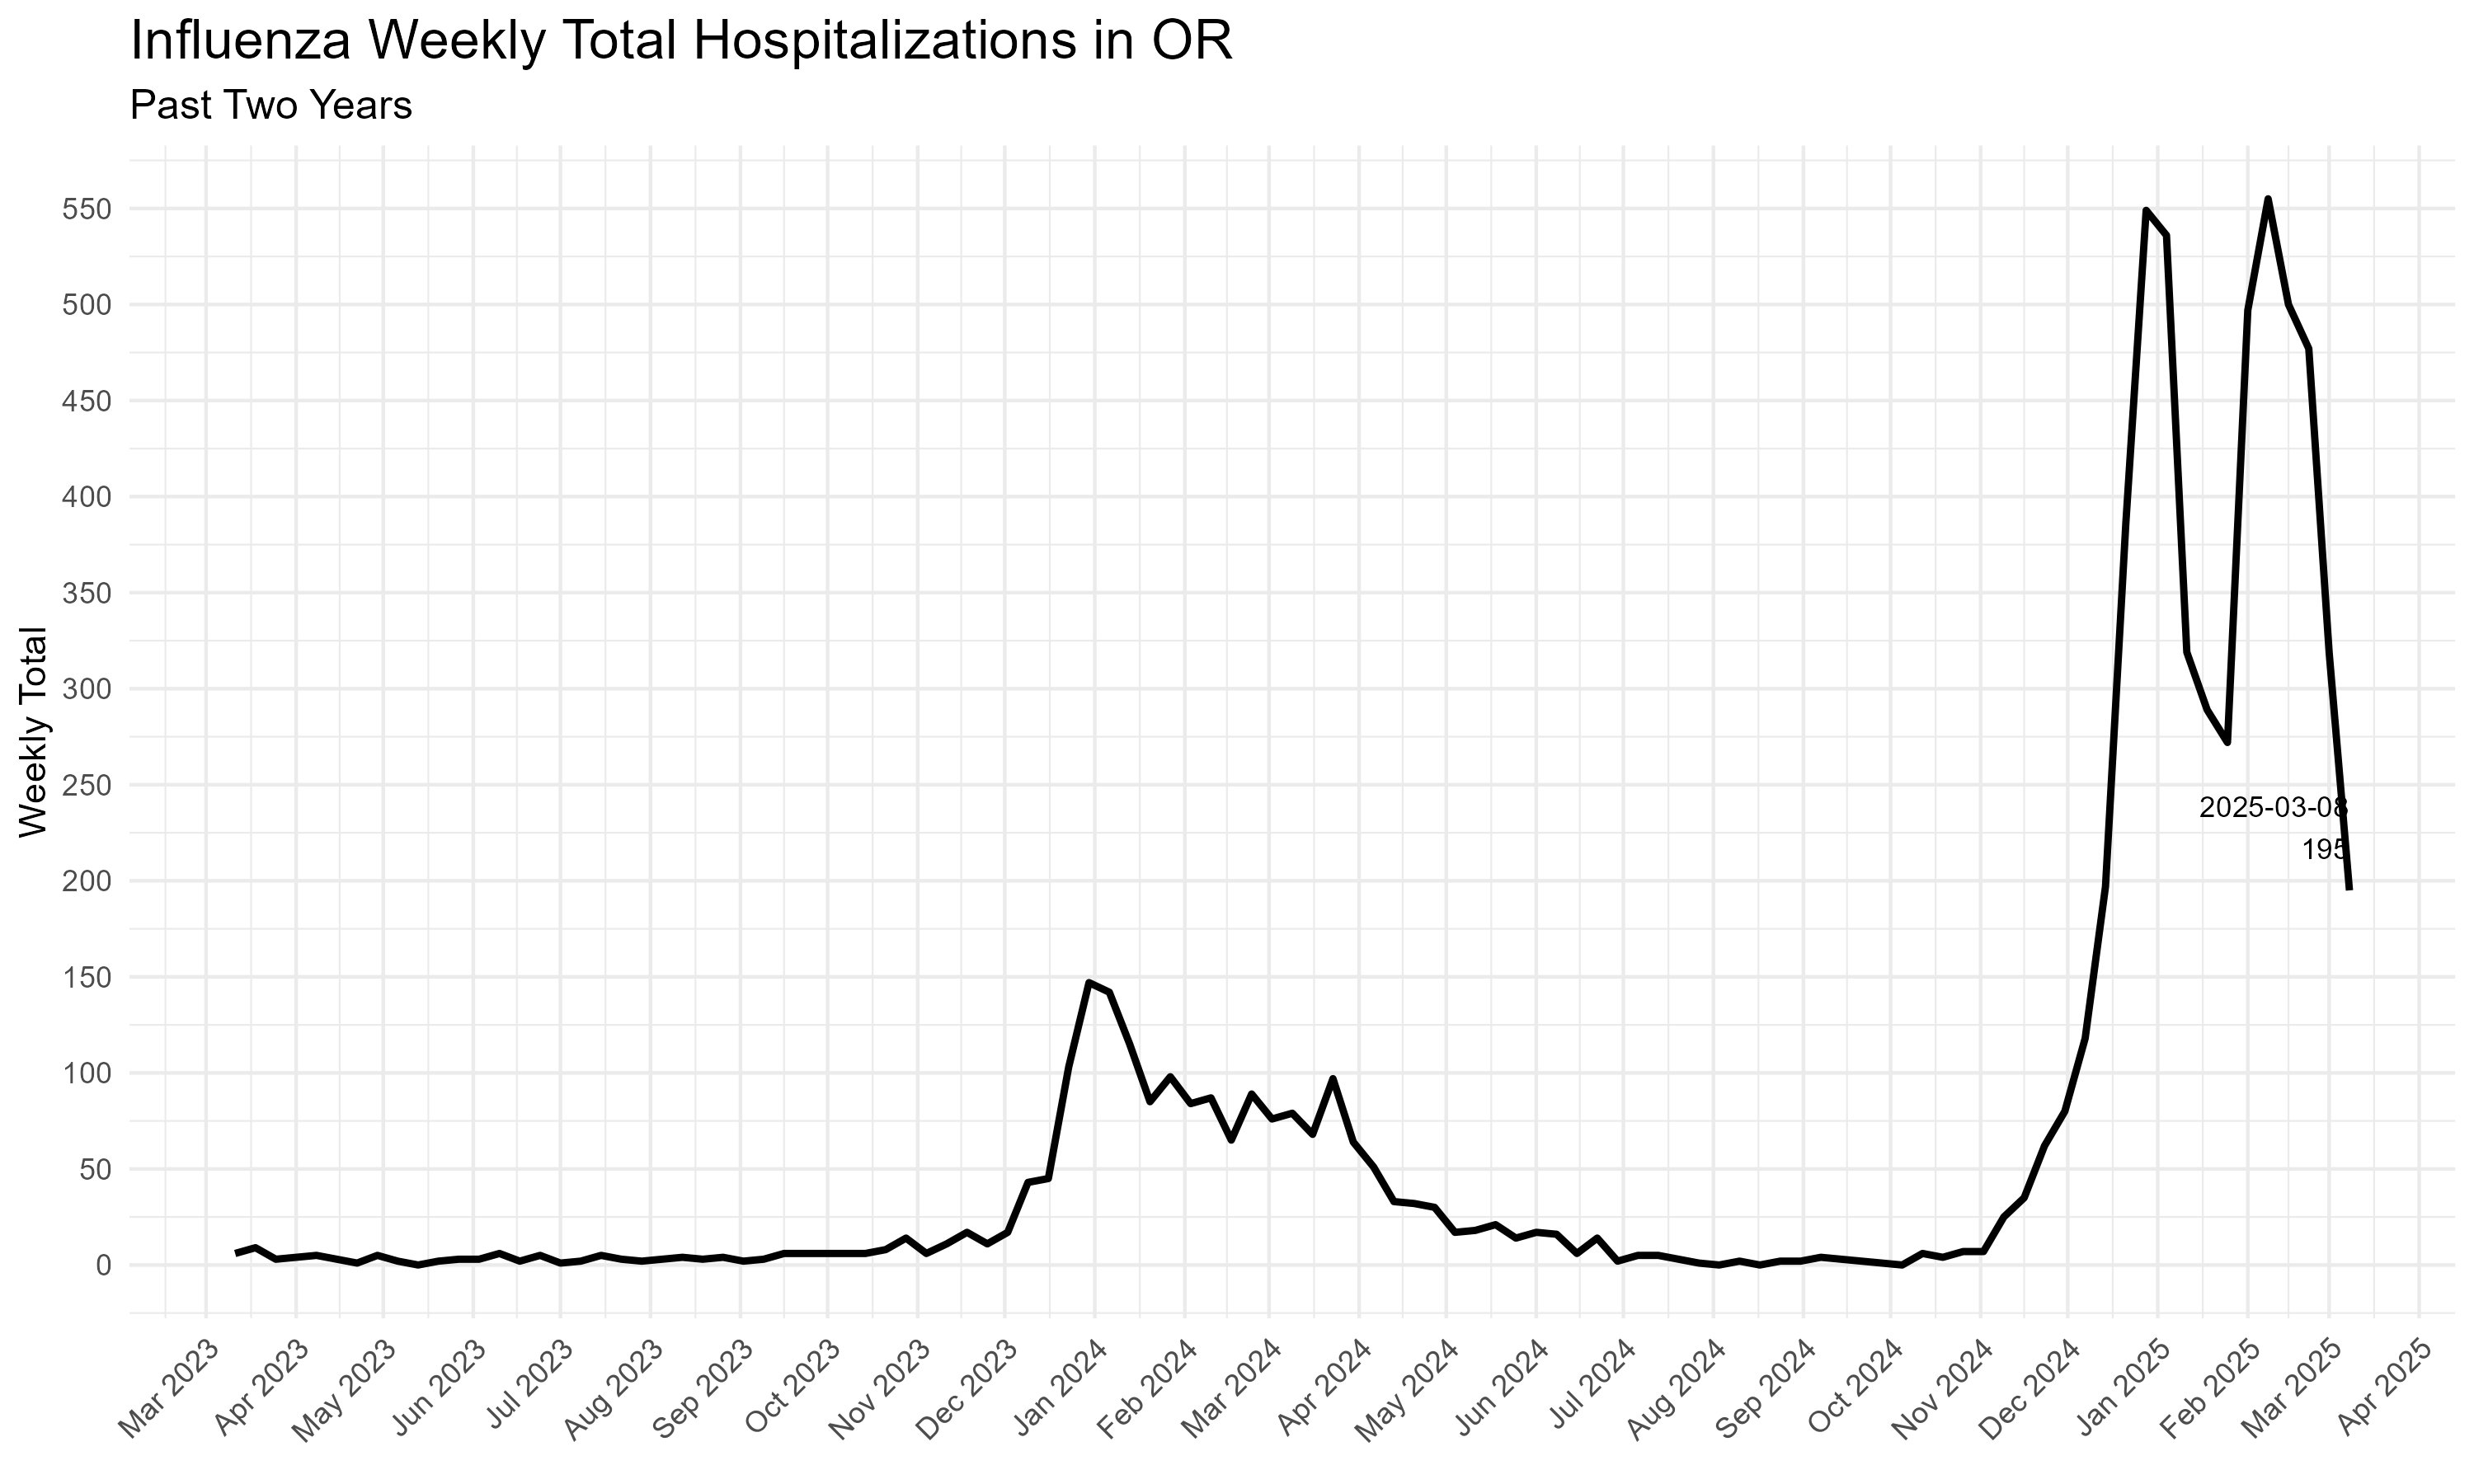 Influenza Weekly Total Hospitalizations in OR
Past Two Years
Weekly Total
550
500
450
400
350
300
250
200
150
100
50
0
2025-03-08
195
Mar 2023
Apr 2023
May 2023
Jun 2023
Jul 2023
Aug 2023
Sep 2023
Oct 2023
Nov 2023
Dec 2023
Jan 2024
Feb 2024
Mar 2024
Apr 2024
May 2024
Jun 2024
Jul 2024
Aug 2024
Sep 2024
Oct 2024
Nov 2024
Dec 2024
Jan 2025
Feb 2025
Mar 2025
Apr 2025